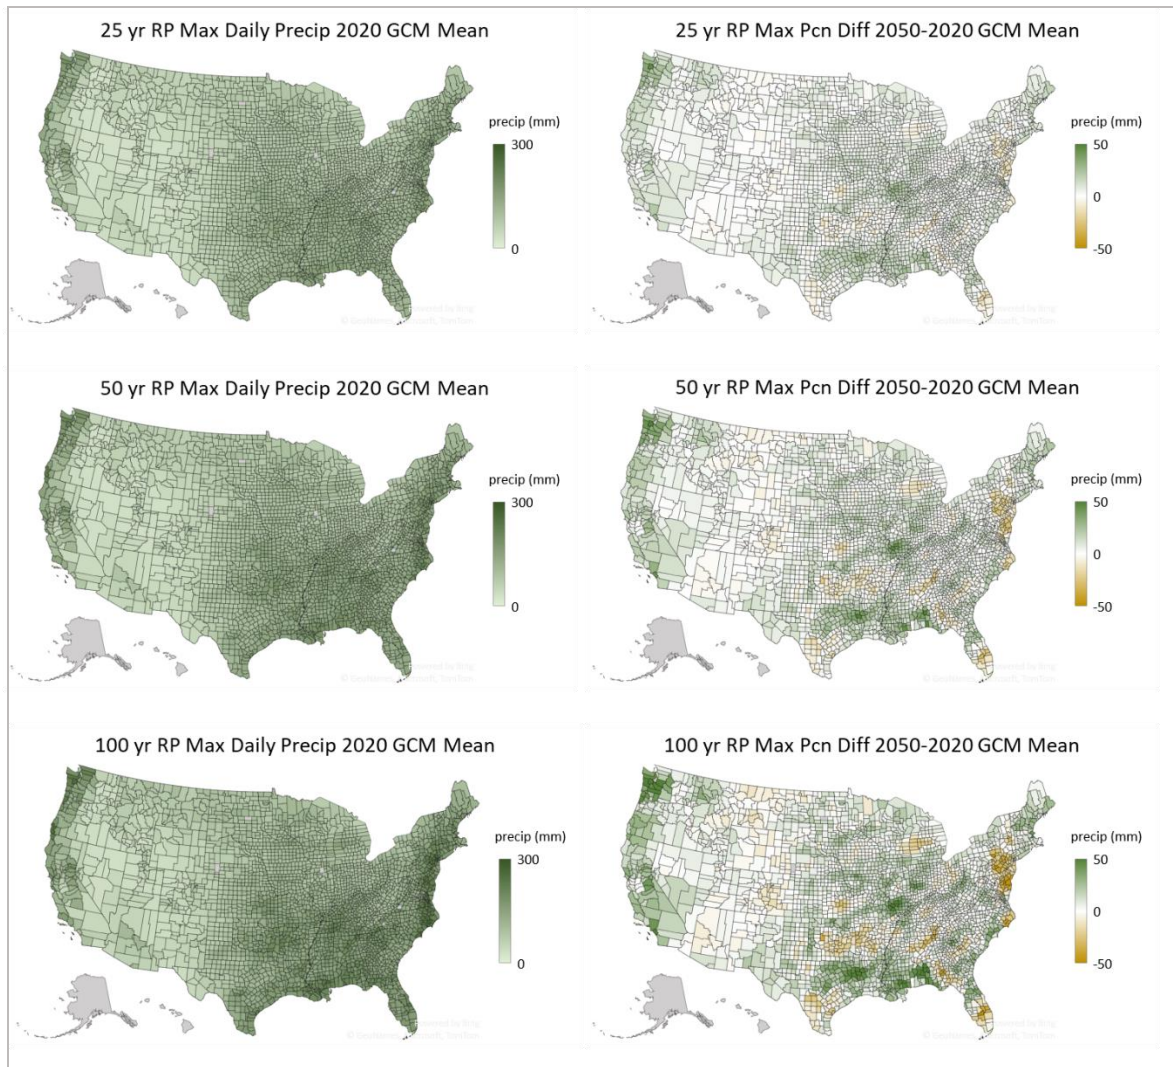 25 yr RP Max Daily Precip 2020 GCM Mean
precip (mm)
300
0
25 yr RP Max Pcn Diff 2050-2020 GCM Mean
precip (mm)
50
0
-50
50 yr RP Max Daily Precip 2020 GCM Mean
precip (mm)
300
0
50 yr RP Max Pcn Diff 2050-2020 GCM Mean
precip (mm)
50
0
-50
100 yr RP Max Daily Precip 2020 GCM Mean
precip (mm)
300
0
100 yr RP Max Pcn Diff 2050-2020 GCM Mean
precip (mm)
50
0
-50